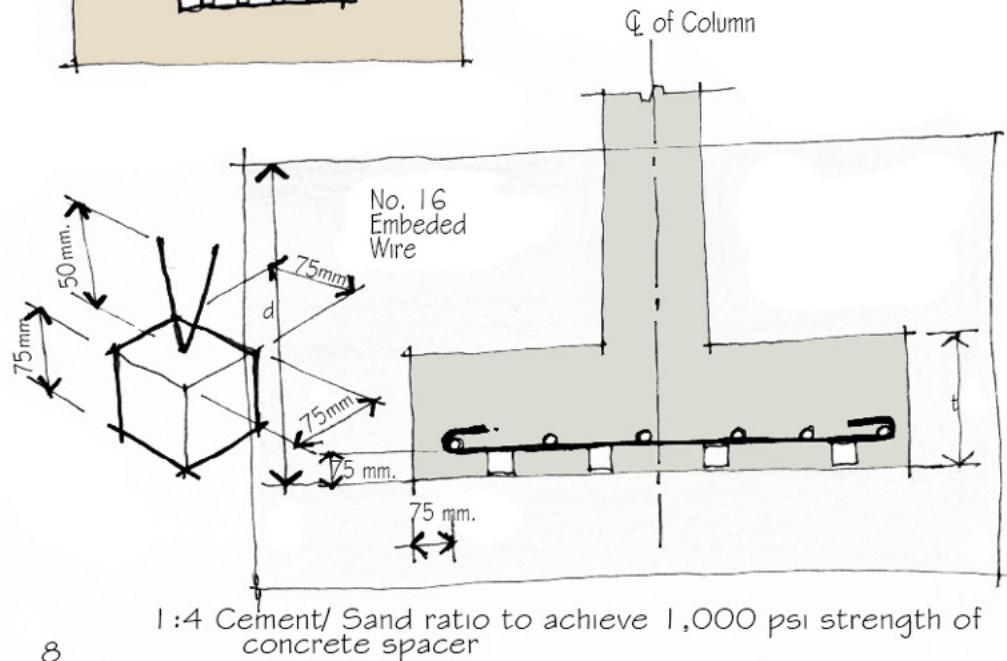 ℄ of Column
No. 16
Embeded
Wire
50mm.
75mm
d
75mm
75mm
75 mm.
t
75 mm.
1:4 Cement/ Sand ratio to achieve 1,000 psi strength of
concrete spacer
8